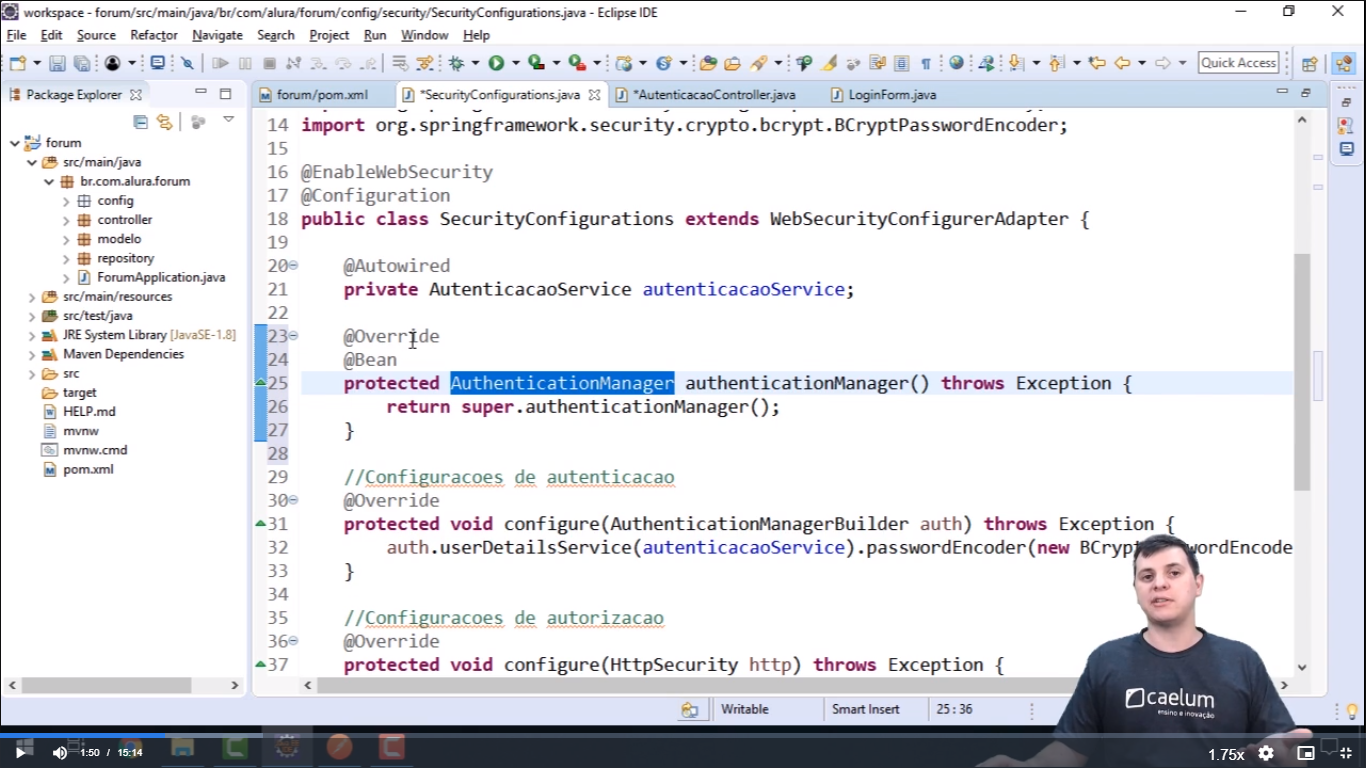 workspace - forum/src/main/java/br/com/alura/forum/config/security/SecurityConfigurations.java - Eclipse IDE
File Edit Source Refactor Navigate Search Project Run Window Help
Quick Access
Package Explorer
forum/pom.xml *SecurityConfigurations.java *AutenticacaoController.java LoginForm.java
forum
src/main/java
br.com.alura.forum
config
controller
modelo
repository
ForumApplication.java
src/main/resources
src/test/java
JRE System Library [JavaSE-1.8]
Maven Dependencies
src
target
HELP.md
mvnw
mvnw.cmd
pom.xml
14 import org.springframework.security.crypto.bcrypt.BCryptPasswordEncoder;
15
16 @EnableWebSecurity
17 @Configuration
18 public class SecurityConfigurations extends WebSecurityConfigurerAdapter {
19
20 @Autowired
21 private AutenticacaoService autenticacaoService;
22
23 @Override
24 @Bean
25 protected AuthenticationManager authenticationManager() throws Exception {
26 return super.authenticationManager();
27 }
28
29 //Configuracoes de autenticacao
30 @Override
31 protected void configure(AuthenticationManagerBuilder auth) throws Exception {
32 auth.userDetailsService(autenticacaoService).passwordEncoder(new
33 }
34
35 //Configuracoes de autorizacao
36 @Override
37 protected void configure(HttpSecurity http) throws Exception {
caelum
ensino e inovação
Writable Smart Insert 25 : 36
1:50 / 15:14 1.75x